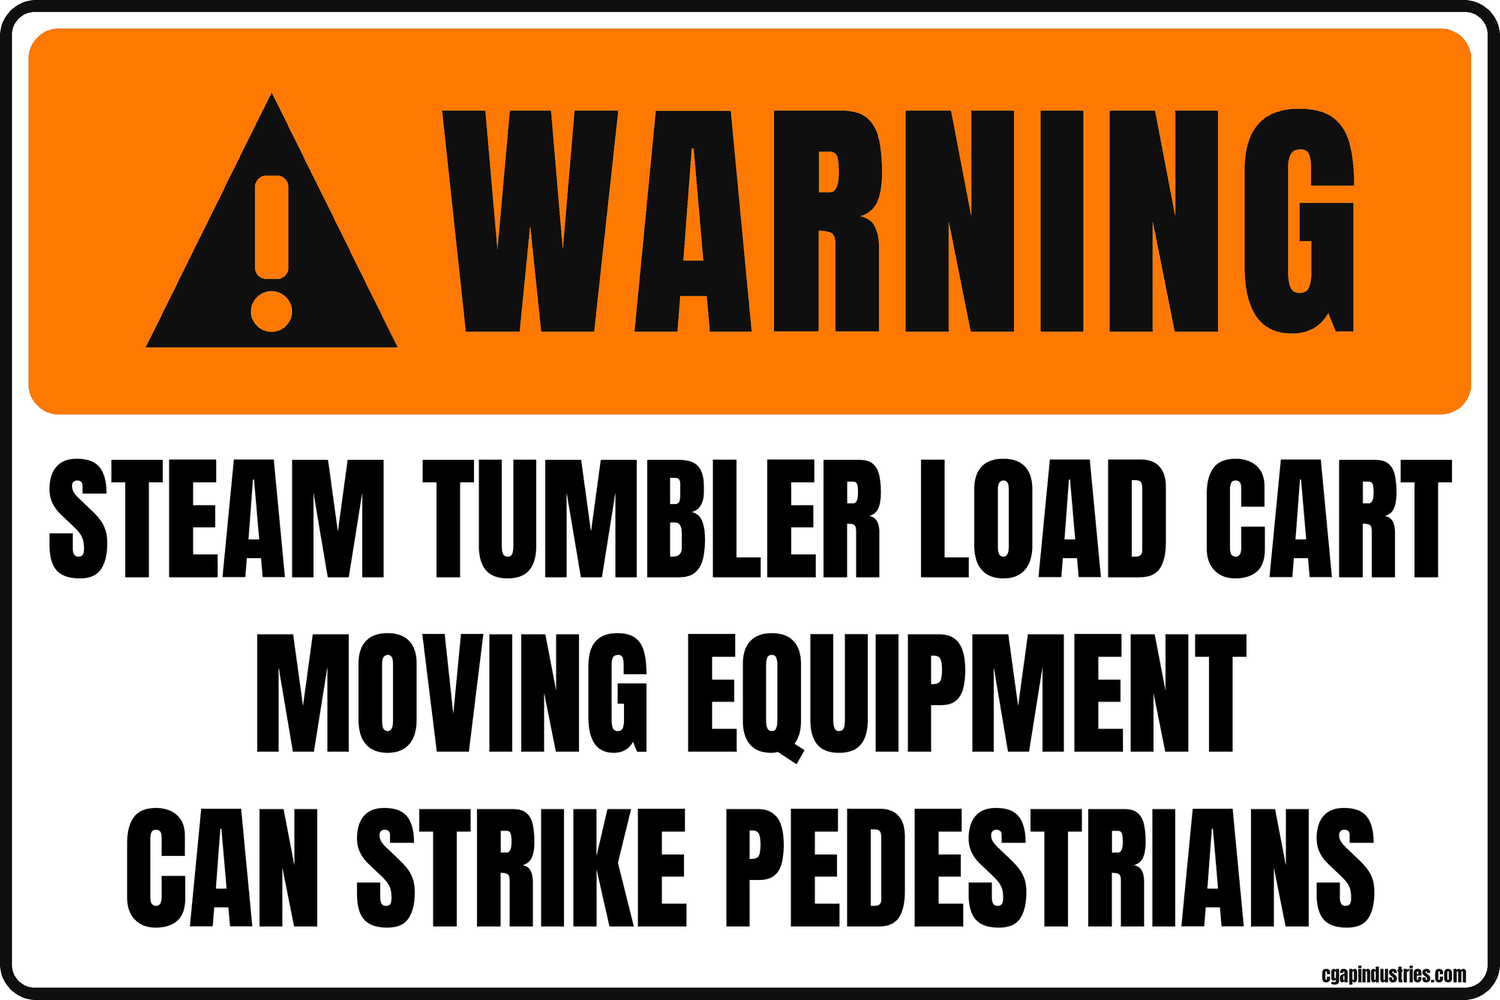 WARNING
STEAM TUMBLER LOAD CART
MOVING EQUIPMENT
CAN STRIKE PEDESTRIANS
cgapindustries.com